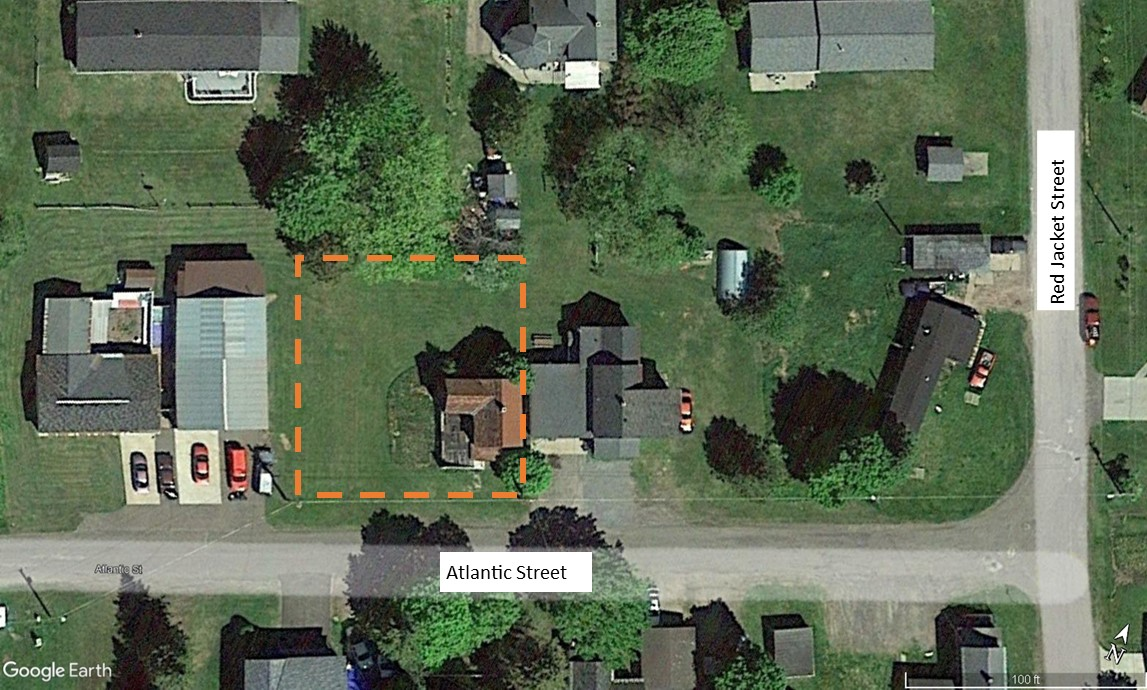 Red Jacket Street
Atlantic Street
Atlantic St
Google Earth
N
100 ft